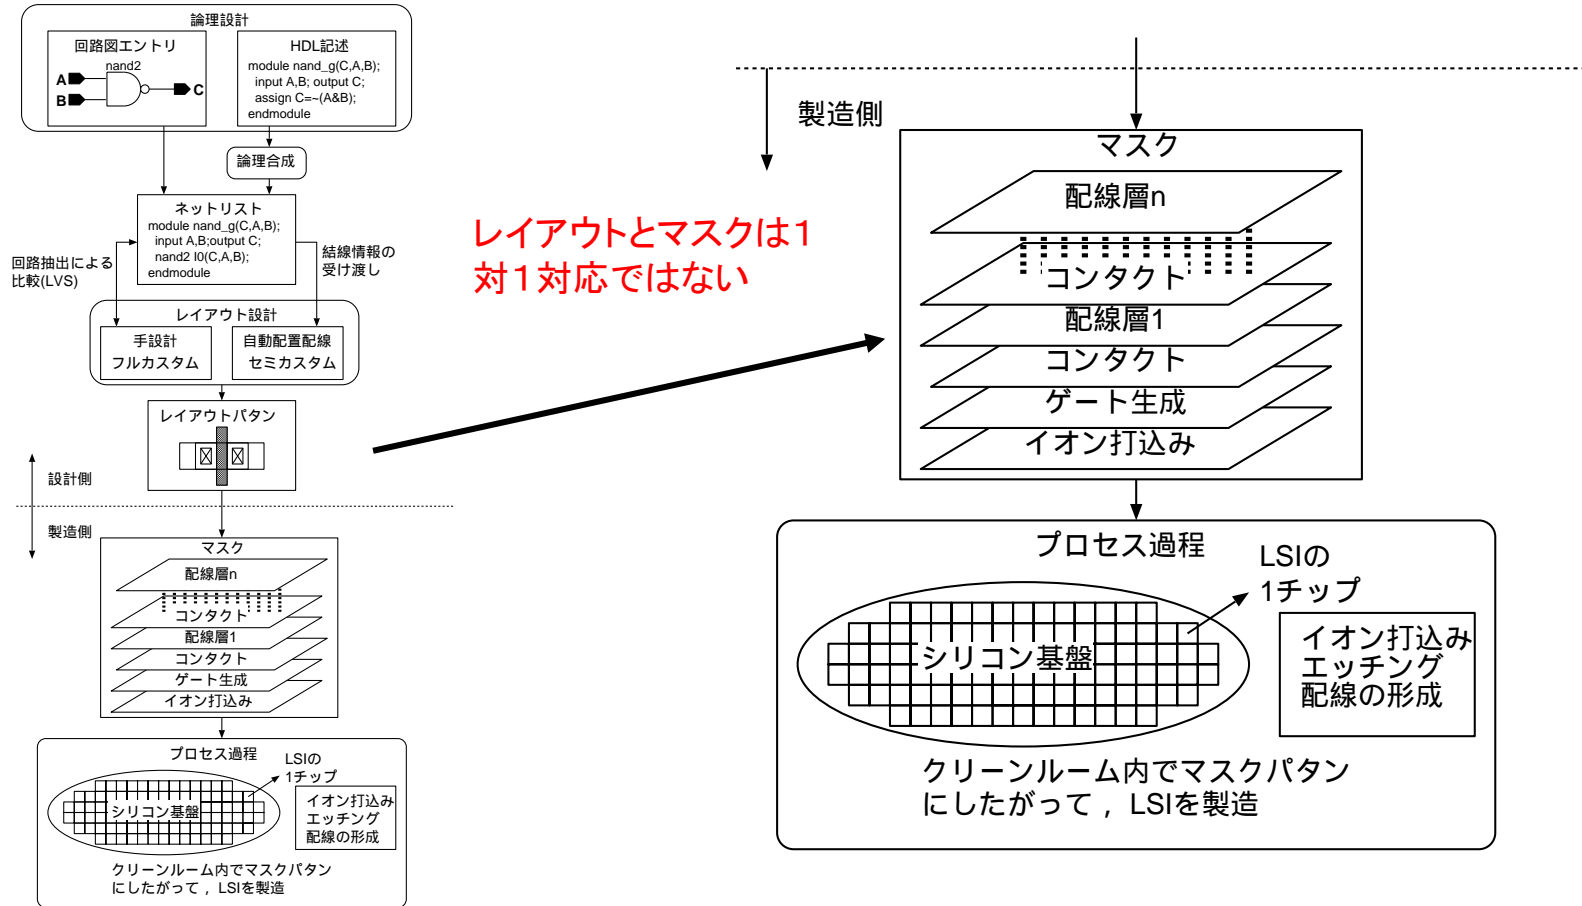 論理設計
回路図エントリ
nand2
A
B
C
HDL記述
module nand_g(C,A,B);
input A,B; output C;
assign C=~(A&B);
endmodule
論理合成
ネットリスト
module nand_g(C,A,B);
input A,B;output C;
nand2 I0(C,A,B);
endmodule
回路抽出による
比較(LVS)
結線情報の
受け渡し
レイアウト設計
手設計
フルカスタム
自動配置配線
セミカスタム
レイアウトパタン
設計側
製造側
マスク
配線層n
コンタクト
配線層1
コンタクト
ゲート生成
イオン打込み
プロセス過程
LSIの
1チップ
シリコン基盤
イオン打込み
エッチング
配線の形成
クリーンルーム内でマスクパタン
にしたがって，LSIを製造
レイアウトとマスクは1
対1対応ではない
製造側
マスク
配線層n
コンタクト
配線層1
コンタクト
ゲート生成
イオン打込み
プロセス過程
LSIの
1チップ
シリコン基盤
イオン打込み
エッチング
配線の形成
クリーンルーム内でマスクパタン
にしたがって，LSIを製造